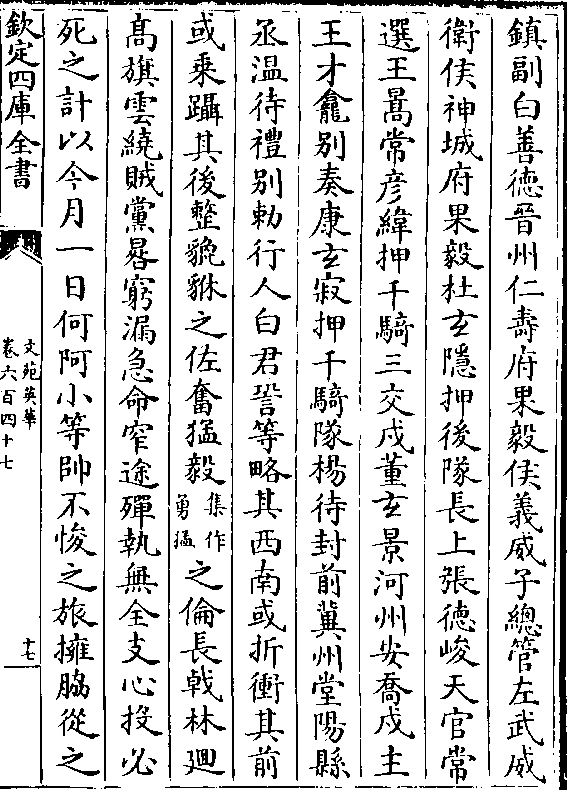 鎮副白善徳晉州仁壽府果毅侯義威子總管左武威
衛侯神城府果毅杜玄隱押後隊長上張徳峻天官常
選王暠常彦緯押千騎三交戍董玄景河州安喬戍主
王才龕别奏康玄寂押千騎隊楊待封前冀州堂陽縣
丞温待禮别勅行人白君詧等略其西南或折衝其前
或乗躡其後整貔貅之佐奮猛毅集作勇猛之倫長戟林迴
髙旗雲繞賊黨晷窮漏急命窄途殫執無全支心投必
死之計以今月一日何阿小等帥不悛之旅擁脇從之
欽定四庫全書
文苑英華
卷六百四十七
十七